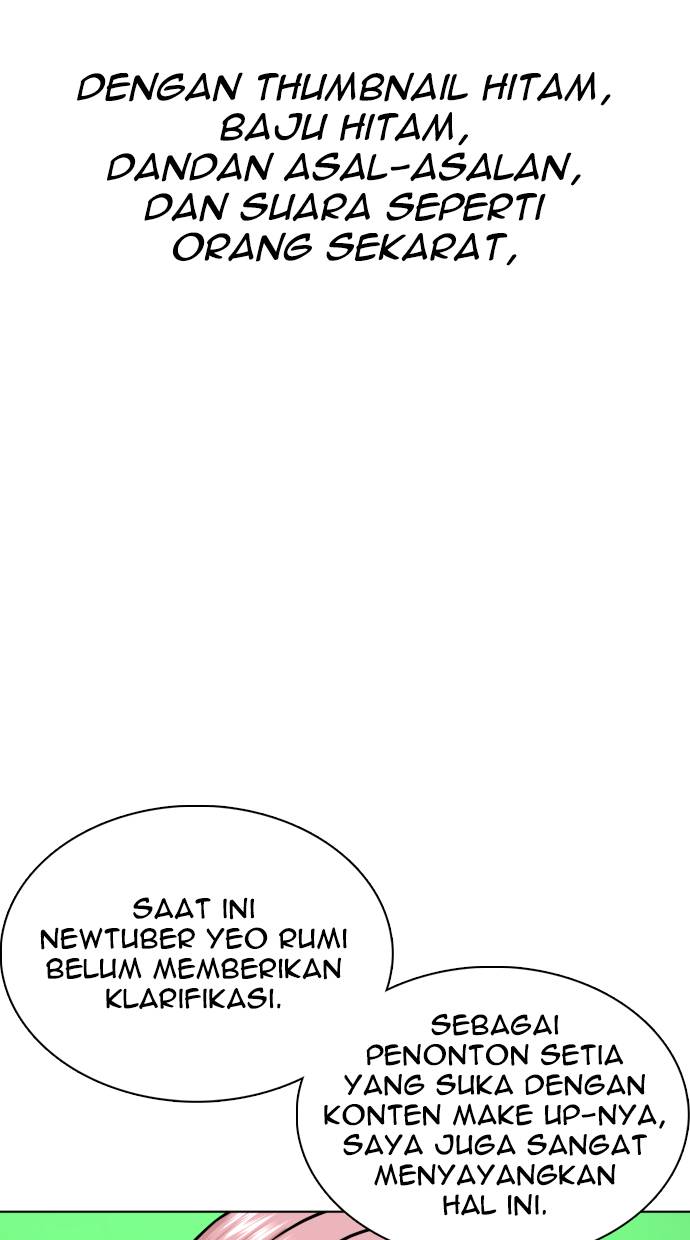 DENGAN THUMBNAIL HITAM,
BAJU HITAM,
DANDAN ASAL-ASALAN,
DAN SUARA SEPERTI
ORANG SEKARAT,
SAAT INI
NEWTUBER YEO RUMI
BELUM MEMBERIKAN
KLARIFIKASI.
SEBAGAI
PENONTON SETIA
YANG SUKA DENGAN
KONTEN MAKE UP-NYA,
SAYA JUGA SANGAT
MENYAYANGKAN
HAL INI.